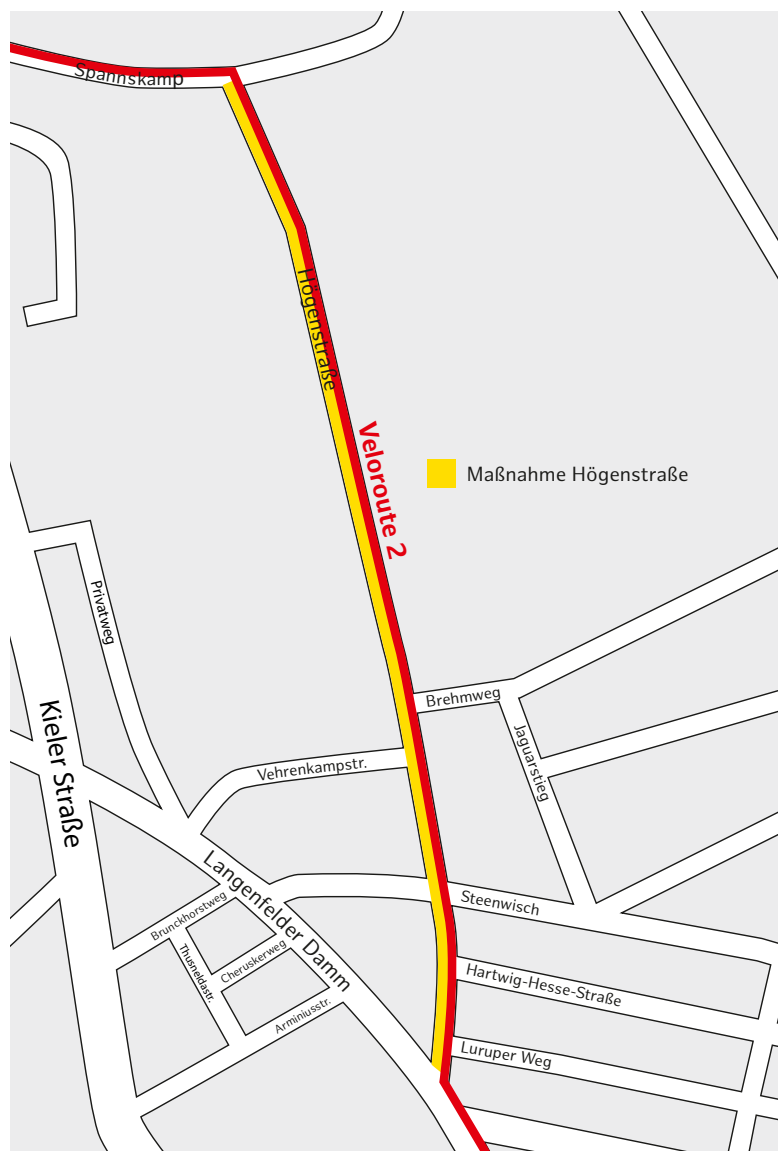 Spannskamp
Högenstraße
Veloroute 2
Maßnahme Högenstraße
Privatweg
Brehmweg
Kieler Straße
Jaguarstieg
Vehrenkampstr.
Langenfelder Damm
Steenwisch
Brunckhorstweg
Thusneldastr.
Cheruskerweg
Hartwig-Hesse-Straße
Arminiusstr.
Luruper Weg